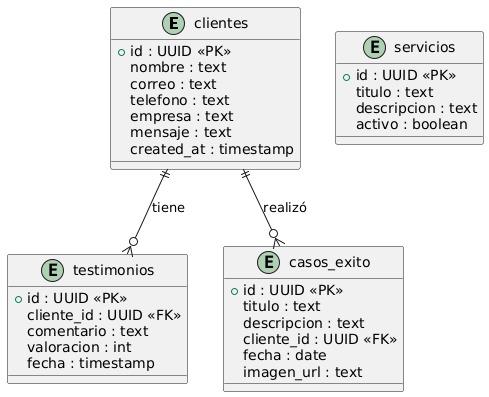 E clientes
id : UUID «PK»
nombre : text
correo : text
telefono : text
empresa : text
mensaje : text
created_at : timestamp
E servicios
id : UUID «PK»
titulo : text
descripcion : text
activo : boolean
tiene
realizó
E testimonios
id : UUID «PK»
cliente_id : UUID «FK»
comentario : text
valoracion : int
fecha : timestamp
E casos_exito
id : UUID «PK»
titulo : text
descripcion : text
cliente_id : UUID «FK»
fecha : date
imagen_url : text